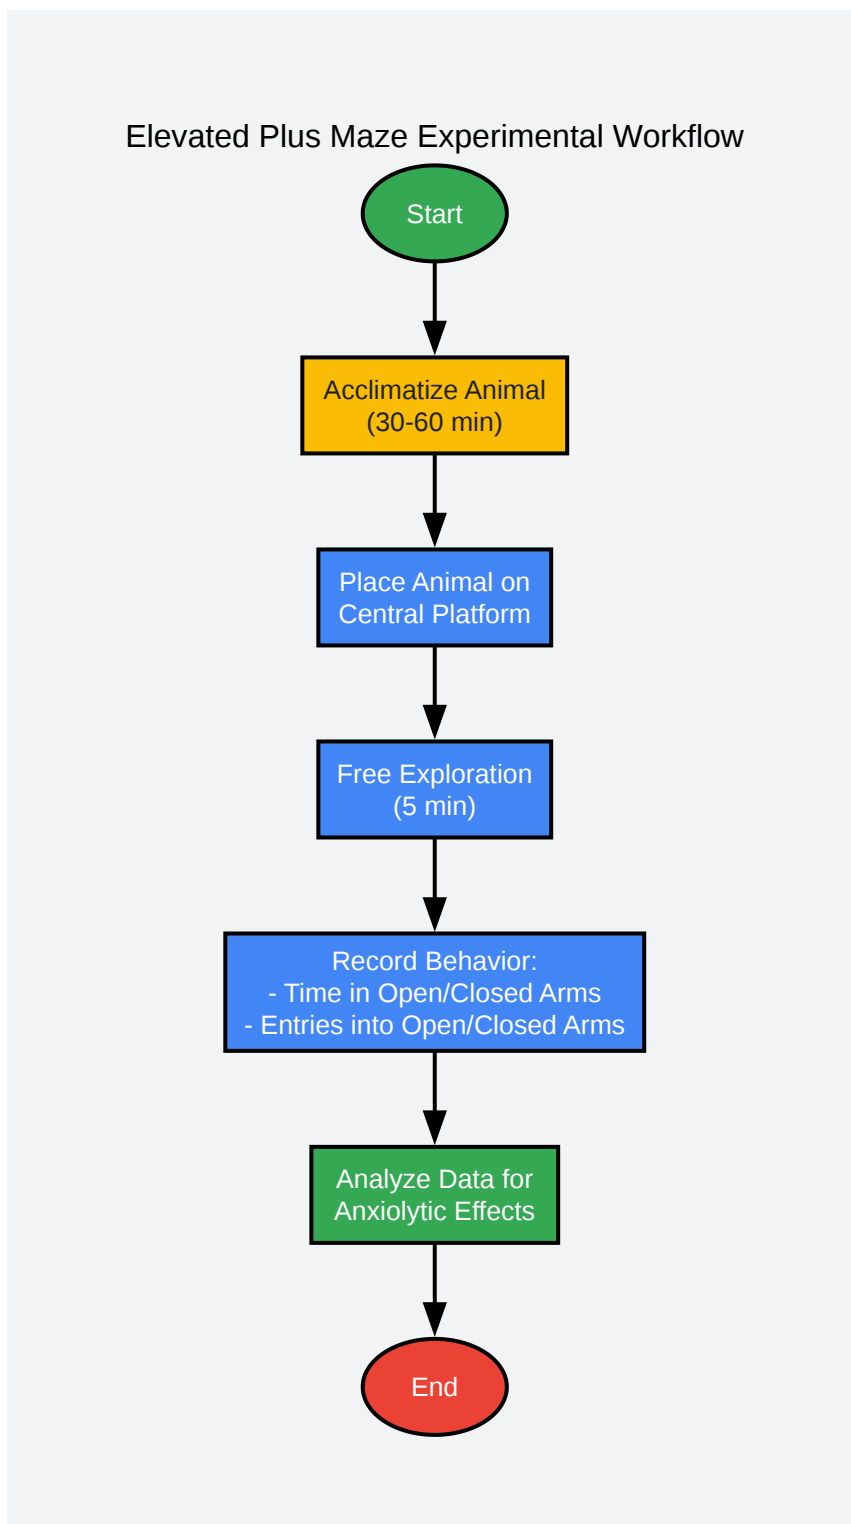 Elevated Plus Maze Experimental Workflow
Start
Acclimatize Animal
(30-60 min)
Place Animal on
Central Platform
Free Exploration
(5 min)
Record Behavior:
- Time in Open/Closed Arms
- Entries into Open/Closed Arms
Analyze Data for
Anxiolytic Effects
End